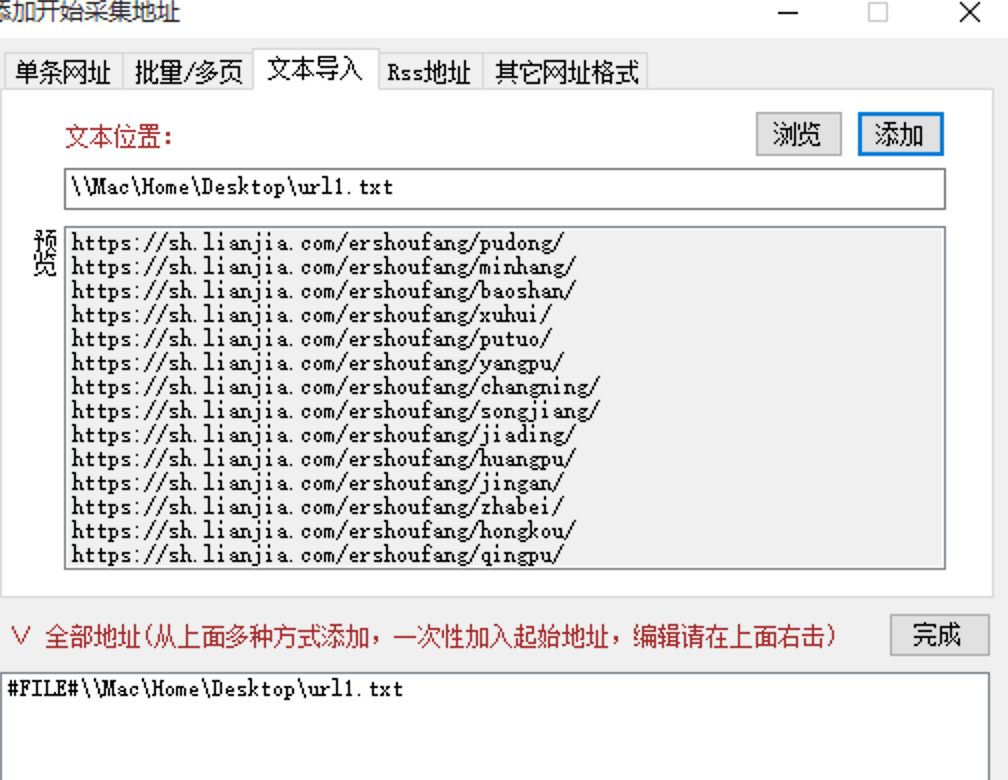 添加开始采集地址
单条网址 批量/多页 文本导入 Rss地址 其它网址格式
文本位置: 浏览 添加
\\Mac\Home\Desktop\url1.txt
预览
https://sh.lianjia.com/ershoufang/pudong/
https://sh.lianjia.com/ershoufang/minhang/
https://sh.lianjia.com/ershoufang/baoshan/
https://sh.lianjia.com/ershoufang/xuhui/
https://sh.lianjia.com/ershoufang/putuo/
https://sh.lianjia.com/ershoufang/yangpu/
https://sh.lianjia.com/ershoufang/changning/
https://sh.lianjia.com/ershoufang/songjiang/
https://sh.lianjia.com/ershoufang/jiading/
https://sh.lianjia.com/ershoufang/huangpu/
https://sh.lianjia.com/ershoufang/jingan/
https://sh.lianjia.com/ershoufang/zhabei/
https://sh.lianjia.com/ershoufang/hongkou/
https://sh.lianjia.com/ershoufang/qingpu/
∨ 全部地址(从上面多种方式添加，一次性加入起始地址，编辑请在上面右击) 完成
#FILE#\\Mac\Home\Desktop\url1.txt